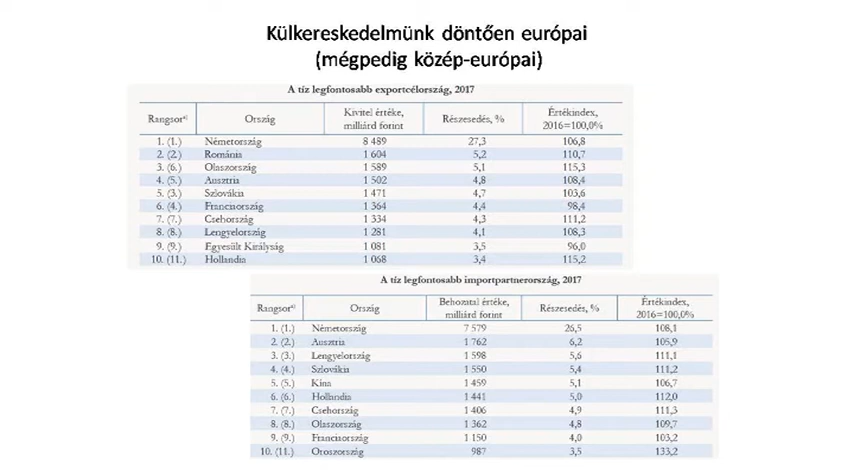 Külkereskedelmünk döntően európai
(mégpedig közép-európai)
A tíz legfontosabb exportcélország, 2017
Rangsor a) Ország Kivitel értéke, milliárd forint Részesedés, % Értékindex, 2016=100,0%
1. (1.) Németország 8 489 27,3 106,8
2. (2.) Románia 1 604 5,2 110,7
3. (6.) Olaszország 1 589 5,1 115,3
4. (5.) Ausztria 1 502 4,8 108,4
5. (3.) Szlovákia 1 471 4,7 103,6
6. (4.) Franciaország 1 364 4,4 98,4
7. (7.) Csehország 1 334 4,3 111,2
8. (8.) Lengyelország 1 281 4,1 108,3
9. (9.) Egyesült Királyság 1 081 3,5 96,0
10. (11.) Hollandia 1 068 3,4 115,2
A tíz legfontosabb importpartnerország, 2017
Rangsor a) Ország Behozatal értéke, milliárd forint Részesedés, % Értékindex, 2016=100,0%
1. (1.) Németország 7 579 26,5 108,1
2. (2.) Ausztria 1 762 6,2 105,9
3. (3.) Lengyelország 1 598 5,6 111,1
4. (4.) Szlovákia 1 550 5,4 111,2
5. (5.) Kína 1 459 5,1 106,7
6. (6.) Hollandia 1 441 5,0 112,0
7. (7.) Csehország 1 406 4,9 111,3
8. (8.) Olaszország 1 362 4,8 109,7
9. (9.) Franciaország 1 150 4,0 103,2
10. (11.) Oroszország 987 3,5 133,2